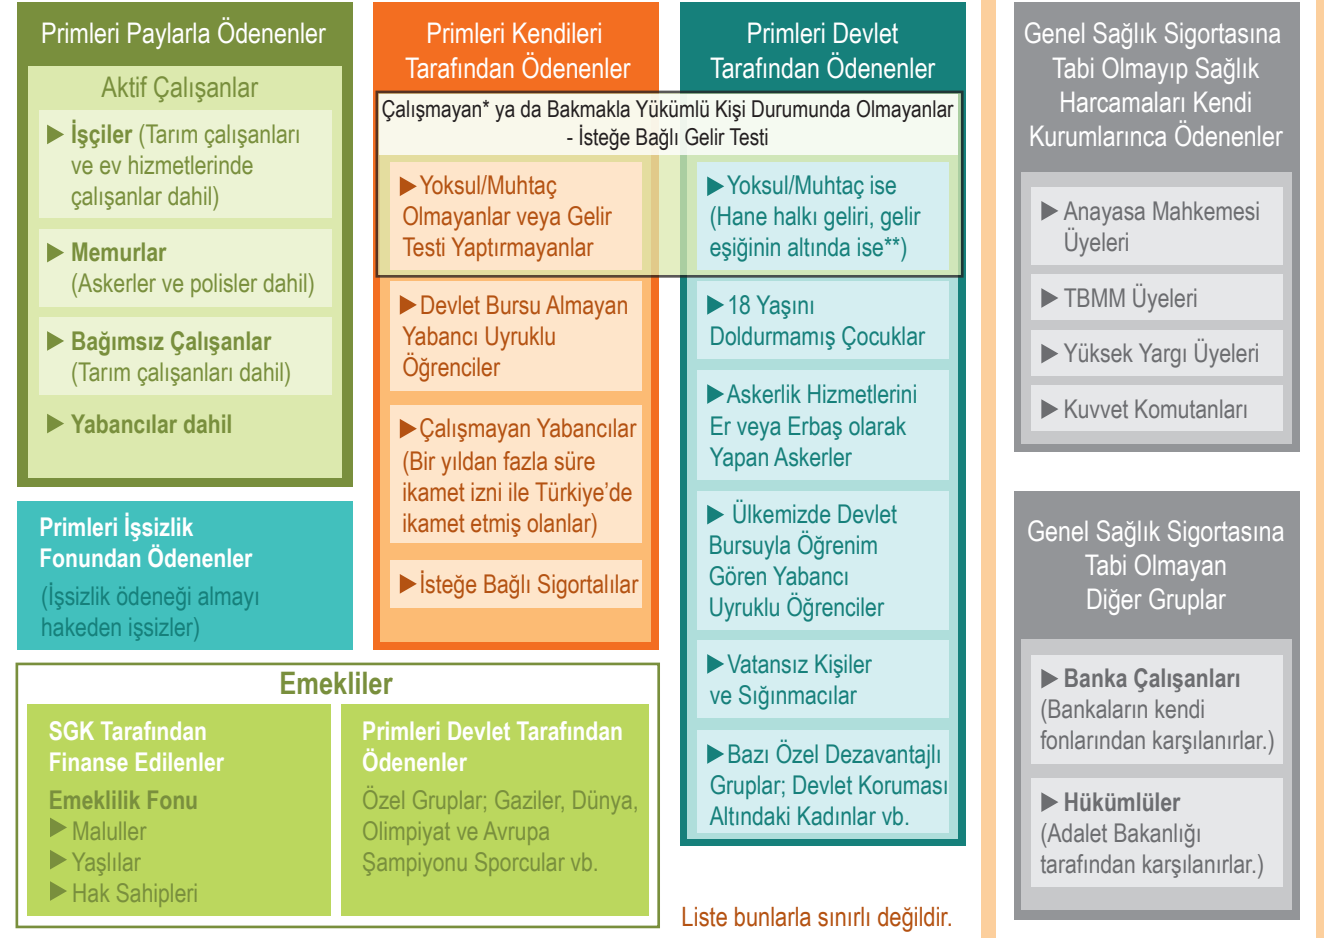 Primleri Paylarla Ödenenler
Aktif Çalışanlar
▶ İşçiler (Tarım çalışanları
ve ev hizmetlerinde
çalışanlar dahil)
▶ Memurlar
(Askerler ve polisler dahil)
▶ Bağımsız Çalışanlar
(Tarım çalışanları dahil)
▶ Yabancılar dahil
Primleri İşsizlik
Fonundan Ödenenler
(İşsizlik ödeneği almayı
hakeden işsizler)
Primleri Kendileri
Tarafından Ödenenler
Primleri Devlet
Tarafından Ödenenler
Çalışmayan* ya da Bakmakla Yükümlü Kişi Durumunda Olmayanlar
- İsteğe Bağlı Gelir Testi
▶Yoksul/Muhtaç
Olmayanlar veya Gelir
Testi Yaptırmayanlar
▶Devlet Bursu Almayan
Yabancı Uyruklu
Öğrenciler
▶Çalışmayan Yabancılar
(Bir yıldan fazla süre
ikamet izni ile Türkiye’de
ikamet etmiş olanlar)
▶İsteğe Bağlı Sigortalılar
▶Yoksul/Muhtaç ise
(Hane halkı geliri, gelir
eşiğinin altında ise**)
▶18 Yaşını
Doldurmamış Çocuklar
▶Askerlik Hizmetlerini
Er veya Erbaş olarak
Yapan Askerler
▶ Ülkemizde Devlet
Bursuyla Öğrenim
Gören Yabancı
Uyruklu Öğrenciler
▶Vatansız Kişiler
ve Sığınmacılar
▶Bazı Özel Dezavantajlı
Gruplar; Devlet Koruması
Altındaki Kadınlar vb.
Emekliler
SGK Tarafından
Finanse Edilenler
Emeklilik Fonu
▶ Maluller
▶ Yaşlılar
▶ Hak Sahipleri
Primleri Devlet Tarafından
Ödenenler
Özel Gruplar; Gaziler, Dünya,
Olimpiyat ve Avrupa
Şampiyonu Sporcular vb.
Liste bunlarla sınırlı değildir.
Genel Sağlık Sigortasına
Tabi Olmayıp Sağlık
Harcamaları Kendi
Kurumlarınca Ödenenler
▶ Anayasa Mahkemesi
Üyeleri
▶ TBMM Üyeleri
▶ Yüksek Yargı Üyeleri
▶ Kuvvet Komutanları
Genel Sağlık Sigortasına
Tabi Olmayan
Diğer Gruplar
▶ Banka Çalışanları
(Bankaların kendi
fonlarından karşılanırlar.)
▶ Hükümlüler
(Adalet Bakanlığı
tarafından karşılanırlar.)